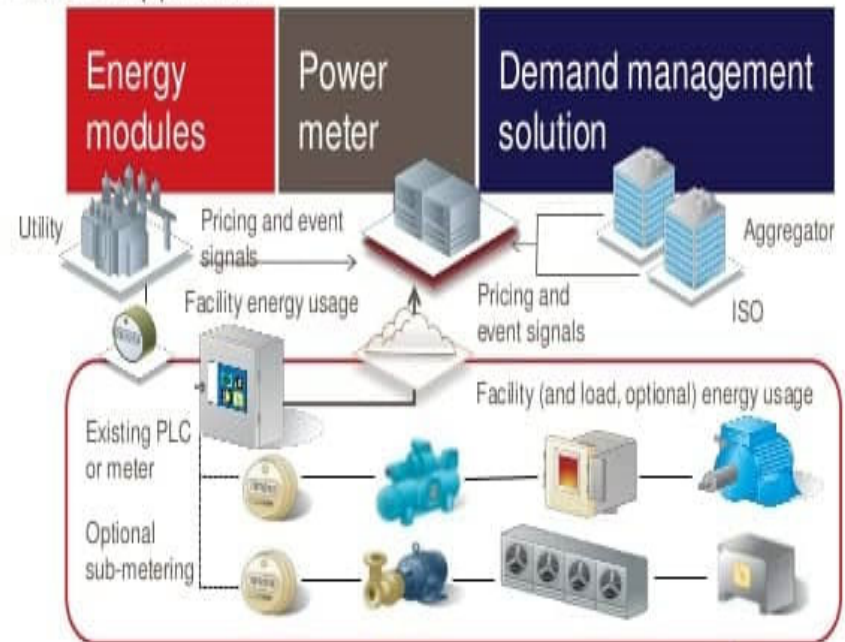 Energy
modules
Power
meter
Demand management
solution
Utility
Pricing and event
signals
Aggregator
Facility energy usage
Pricing and
event signals
ISO
Facility (and load, optional) energy usage
Existing PLC
or meter
Optional
sub-metering